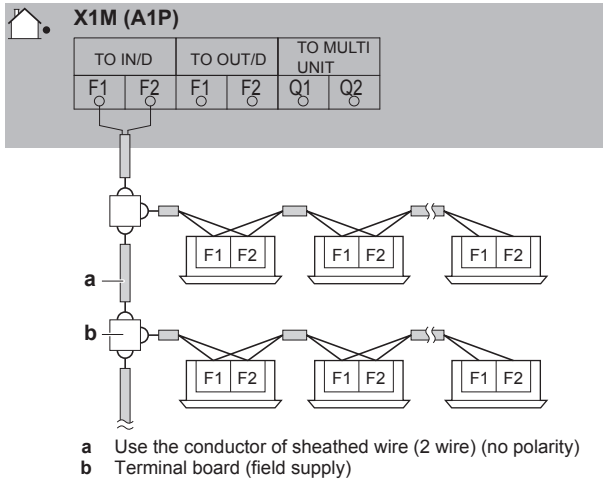 X1M (A1P)
TO IN/D TO OUT/D TO MULTI UNIT
F1 F2 F1 F2 Q1 Q2
F1 F2 F1 F2 F1 F2
a
b
F1 F2 F1 F2 F1 F2
a Use the conductor of sheathed wire (2 wire) (no polarity)
b Terminal board (field supply)